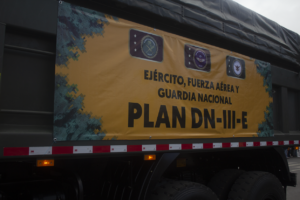 EJÉRCITO, FUERZA AÉREA Y
GUARDIA NACIONAL
PLAN DN-III-E